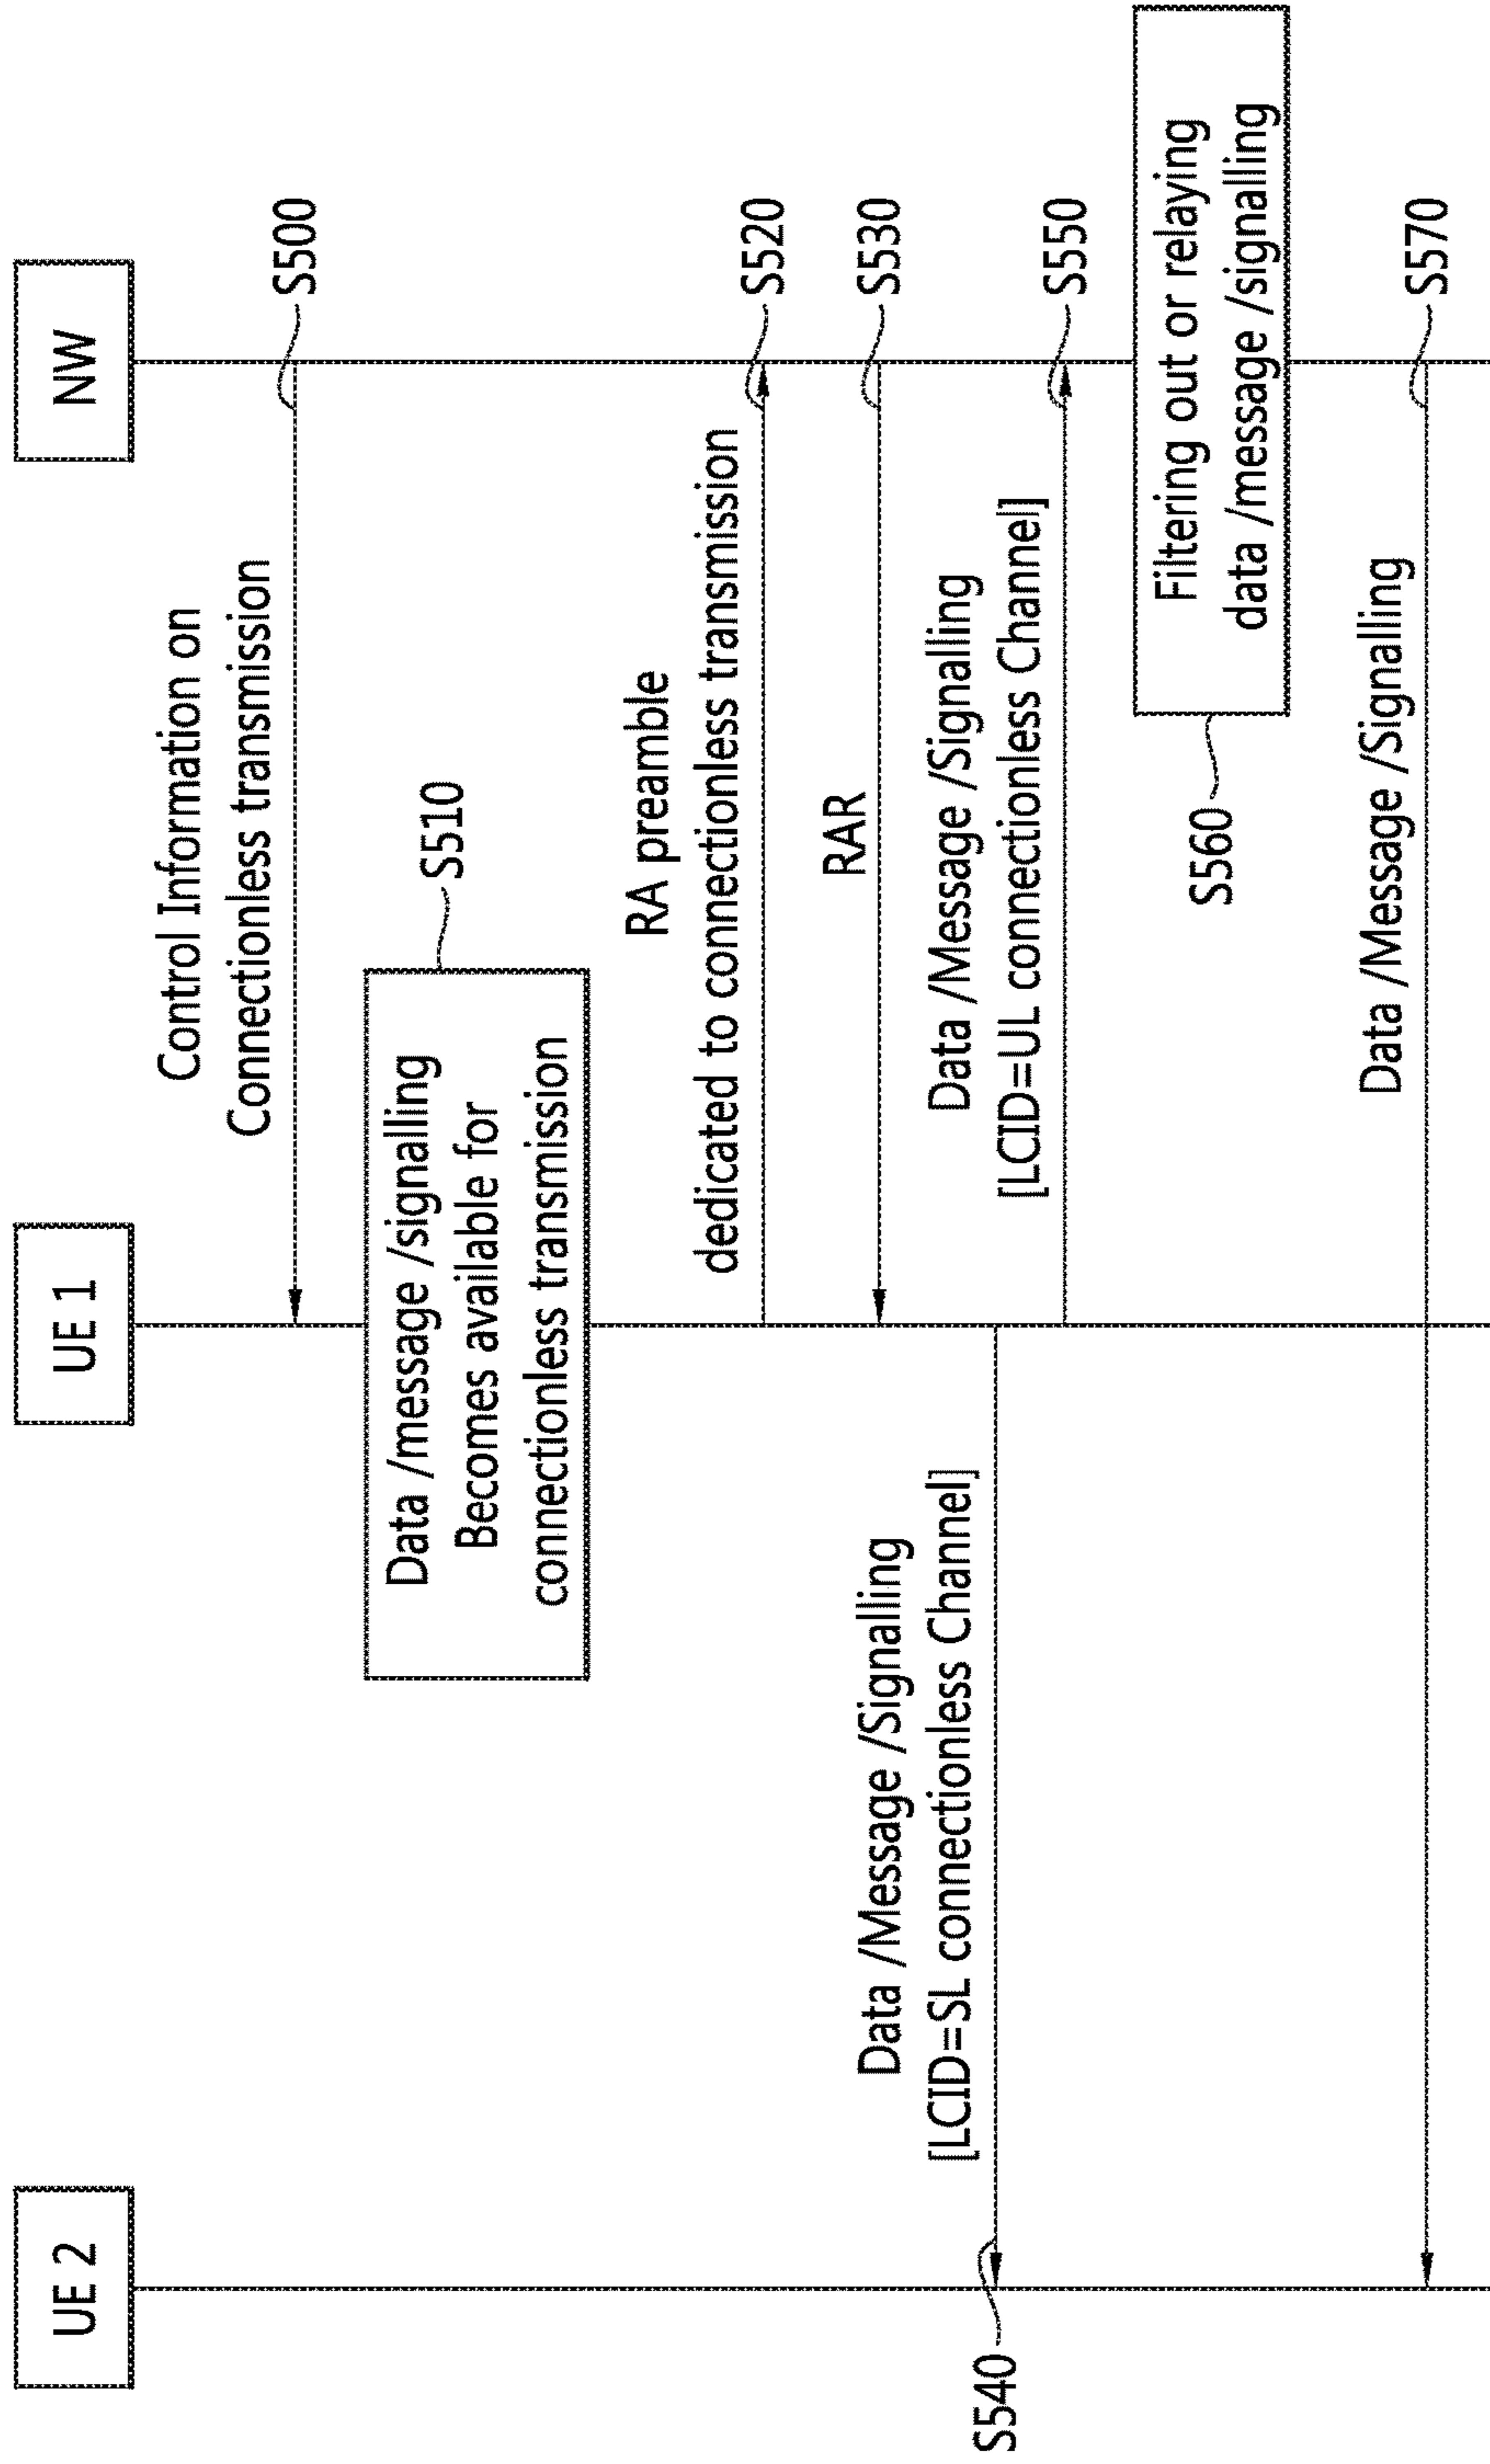 UE 2
UE 1
NW
Control Information on
Connectionless transmission
S500
Data /message /signalling
Becomes available for
connectionless transmission
S510
RA preamble
dedicated to connectionless transmission
S520
RAR
S530
Data /Message /Signalling
[LCID=SL connectionless Channel]
S540
Data /Message /Signalling
[LCID=UL connectionless Channel]
S550
Filtering out or relaying
data /message /signalling
S560
Data /Message /Signalling
S570